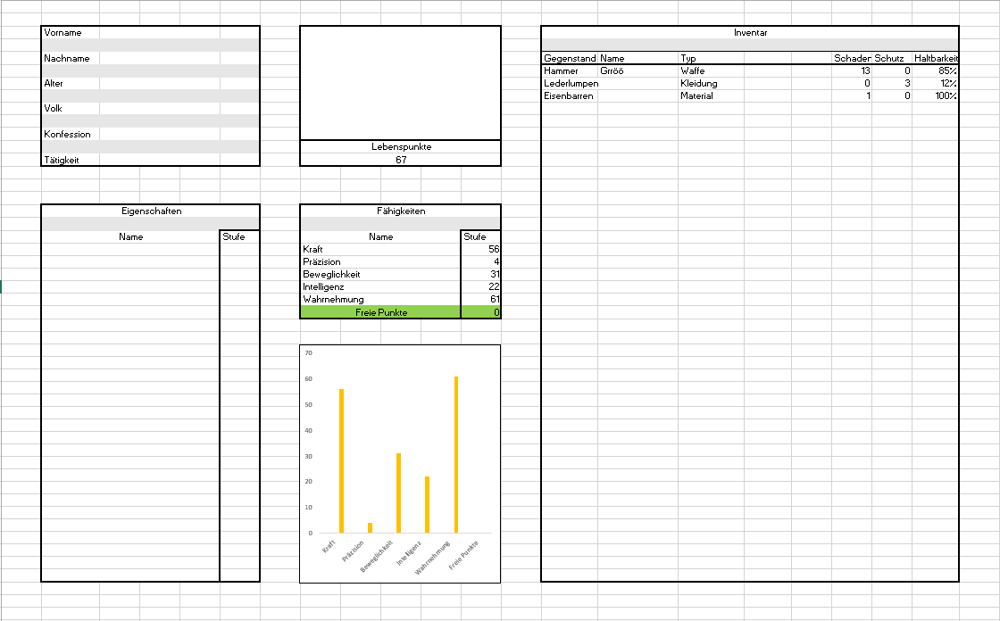 Vorname
Nachname
Alter
Volk
Konfession
Tätigkeit
Lebenspunkte
67
Inventar
Gegenstand Name Typ Schaden Schutz Haltbarkeit
Hammer Grröö Waffe 13 0 85%
Lederlumpen Kleidung 0 3 12%
Eisenbarren Material 1 0 100%
Eigenschaften
Name Stufe
Fähigkeiten
Name Stufe
Kraft 56
Präzision 4
Beweglichkeit 31
Intelligenz 22
Wahrnehmung 61
Freie Punkte 0
70
60
50
40
30
20
10
0
Kraft Präzision Beweglichkeit Intelligenz Wahrnehmung Freie Punkte